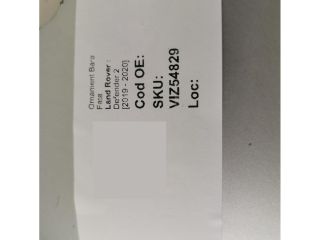 Ornament Bara
Fata
Land Rover :
Defender 2
[2019 - 2020]
Cod OE:
SKU:
VIZ54829
Loc: